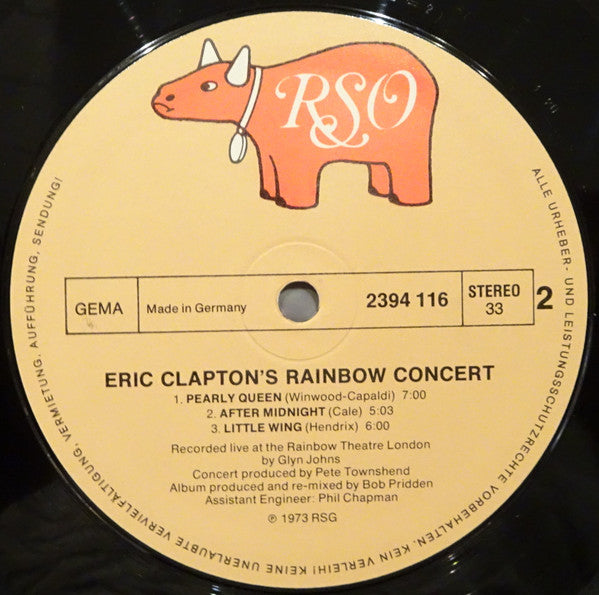 RSO
GEMA
Made in Germany
2394 116
STEREO
33
2
ERIC CLAPTON'S RAINBOW CONCERT
1. PEARLY QUEEN (Winwood-Capaldi) 7:00
2. AFTER MIDNIGHT (Cale) 5:03
3. LITTLE WING (Hendrix) 6:00
Recorded live at the Rainbow Theatre London
by Glyn Johns
Concert produced by Pete Townshend
Album produced and re-mixed by Bob Pridden
Assistant Engineer: Phil Chapman
℗ 1973 RSG
ALLE URHEBER- UND LEISTUNGSSCHUTZRECHTE VORBEHALTEN. KEIN VERLEIH! KEINE UNERLAUBTE VERVIELFÄLTIGUNG, VERMIETUNG, AUFFÜHRUNG, SENDUNG!